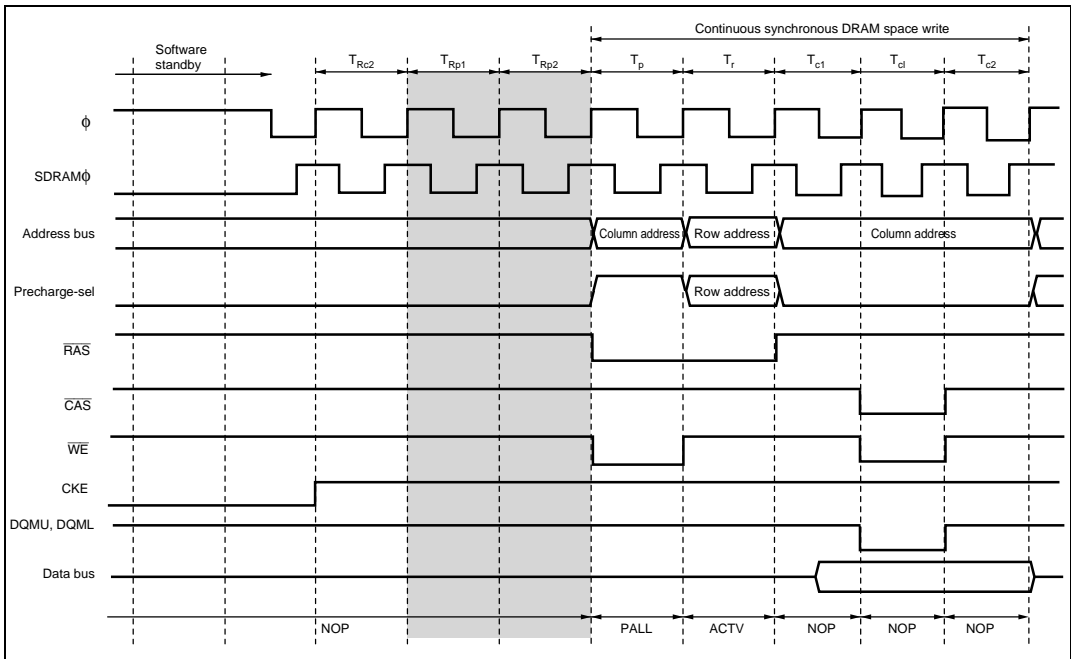 Continuous synchronous DRAM space write
Software
standby
TRc2 TRp1 TRp2 Tp Tr Tc1 Tcl Tc2
ϕ
SDRAMϕ
Address bus Column address Row address Column address
Precharge-sel Row address
RAS
CAS
WE
CKE
DQMU, DQML
Data bus
NOP PALL ACTV NOP NOP NOP